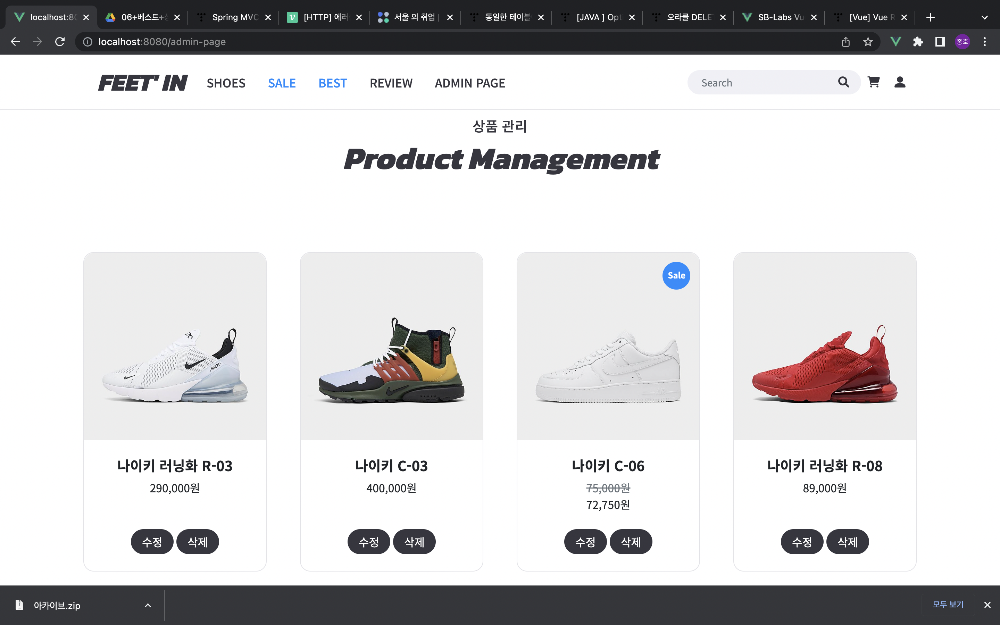 localhost:80
06+베스트+
Spring MVC
[HTTP] 에러
서울 외 취업 |
동일한 테이블
[JAVA ] Opt
오라클 DELE
SB-Labs Vu
[Vue] Vue R
localhost:8080/admin-page
종호
FEET' IN
SHOES
SALE
BEST
REVIEW
ADMIN PAGE
Search
상품 관리
Product Management
Sale
나이키 러닝화 R-03
290,000원
수정 삭제
나이키 C-03
400,000원
수정 삭제
나이키 C-06
75,000원
72,750원
수정 삭제
나이키 러닝화 R-08
89,000원
수정 삭제
아카이브.zip
모두 보기